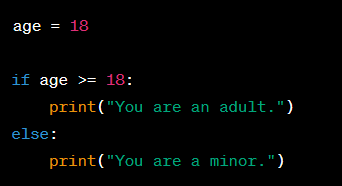 age = 18
if age >= 18:
    print("You are an adult.")
else:
    print("You are a minor.")